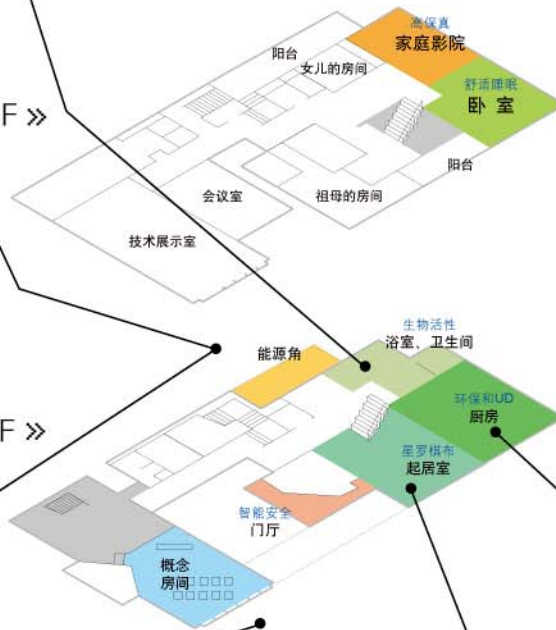 高保真
家庭影院
阳台
女儿的房间
舒适睡眠
卧 室
F »
阳台
会议室
祖母的房间
技术展示室
生物活性
浴室、卫生间
能源角
环保和UD
厨房
F »
星罗棋布
起居室
智能安全
门厅
概念
房间